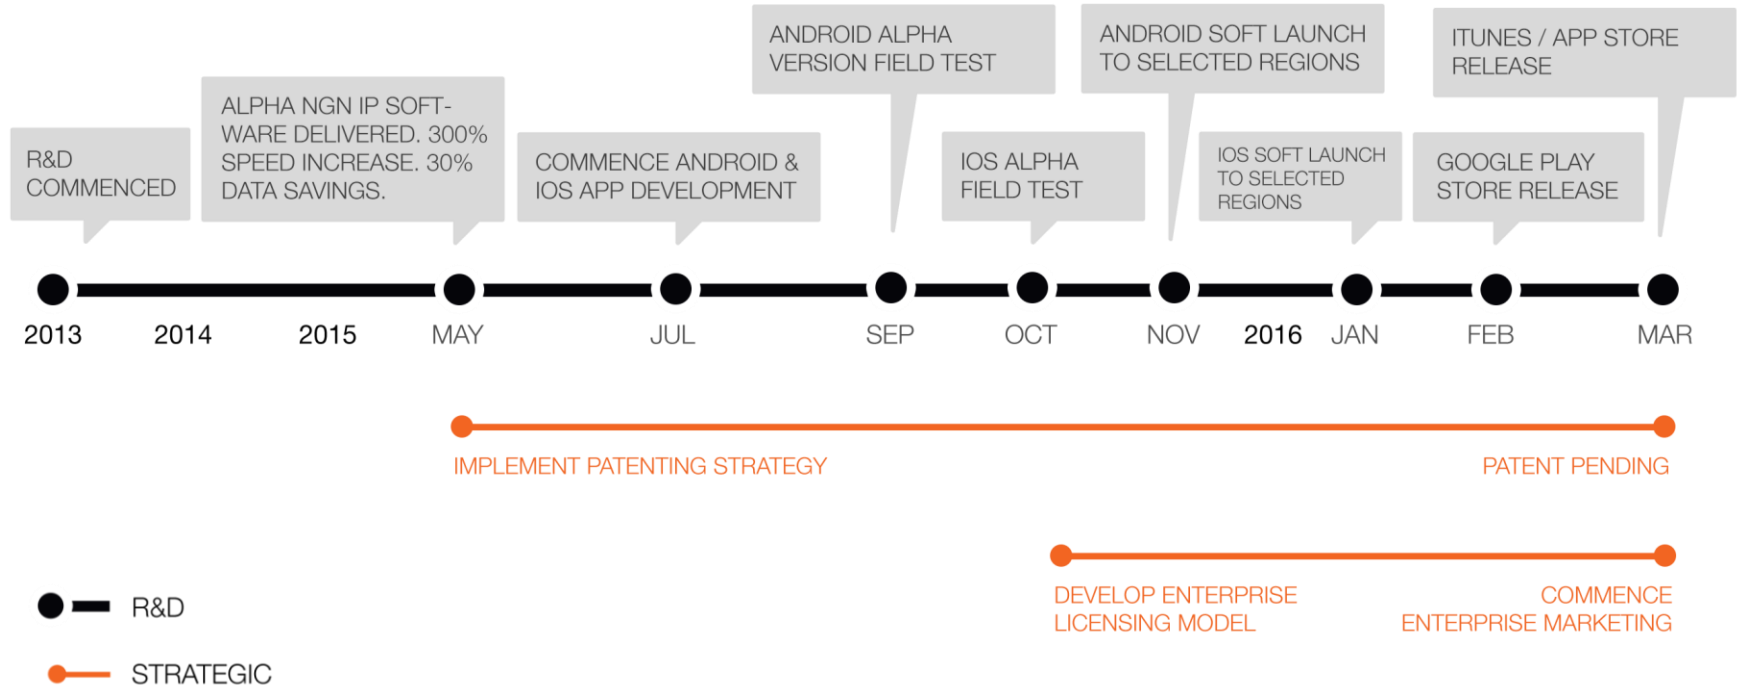 R&D
COMMENCED
ALPHA NGN IP SOFT-
WARE DELIVERED. 300%
SPEED INCREASE. 30%
DATA SAVINGS.
COMMENCE ANDROID &
IOS APP DEVELOPMENT
ANDROID ALPHA
VERSION FIELD TEST
IOS ALPHA
FIELD TEST
ANDROID SOFT LAUNCH
TO SELECTED REGIONS
IOS SOFT LAUNCH
TO SELECTED
REGIONS
GOOGLE PLAY
STORE RELEASE
ITUNES / APP STORE
RELEASE
2013 2014 2015 MAY JUL SEP OCT NOV 2016 JAN FEB MAR
IMPLEMENT PATENTING STRATEGY
PATENT PENDING
DEVELOP ENTERPRISE
LICENSING MODEL
COMMENCE
ENTERPRISE MARKETING
R&D
STRATEGIC